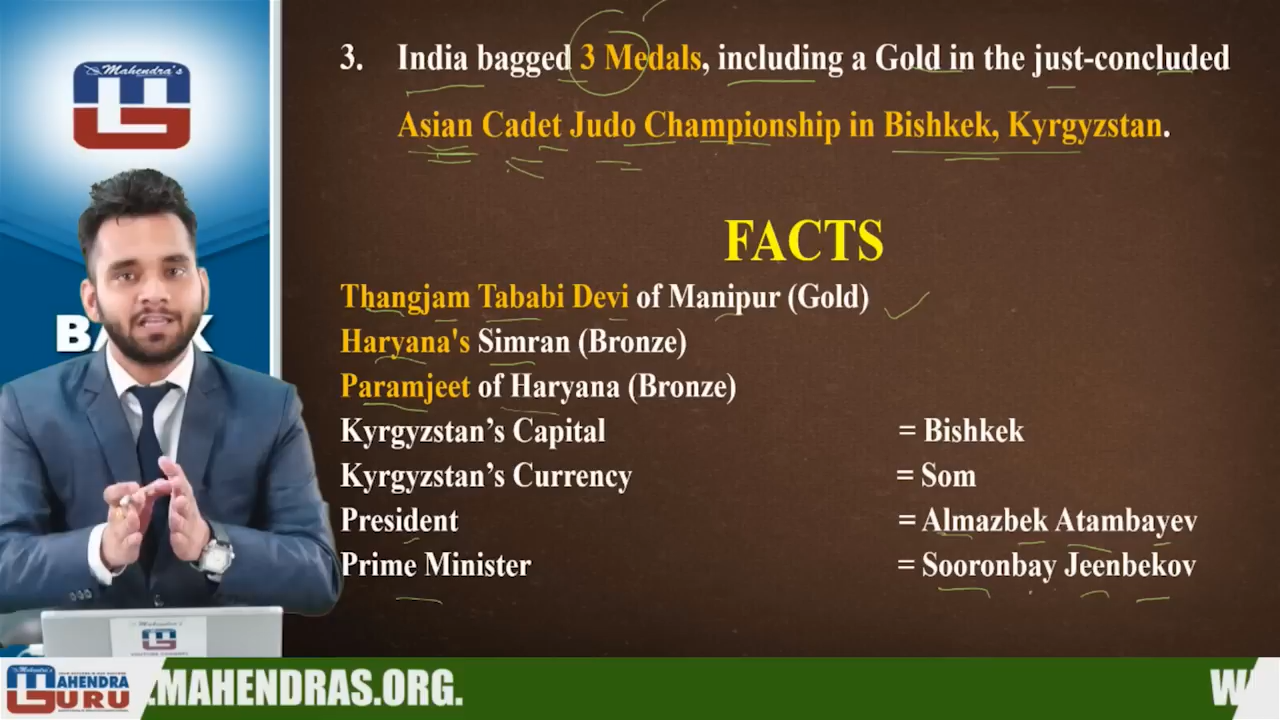 Mahendra's
3. India bagged 3 Medals, including a Gold in the just-concluded
Asian Cadet Judo Championship in Bishkek, Kyrgyzstan.
FACTS
Thangjam Tababi Devi of Manipur (Gold)
Haryana's Simran (Bronze)
Paramjeet of Haryana (Bronze)
Kyrgyzstan’s Capital = Bishkek
Kyrgyzstan’s Currency = Som
President = Almazbek Atambayev
Prime Minister = Sooronbay Jeenbekov
Mahendra's
MAHENDRA
GURU
.MAHENDRAS.ORG.